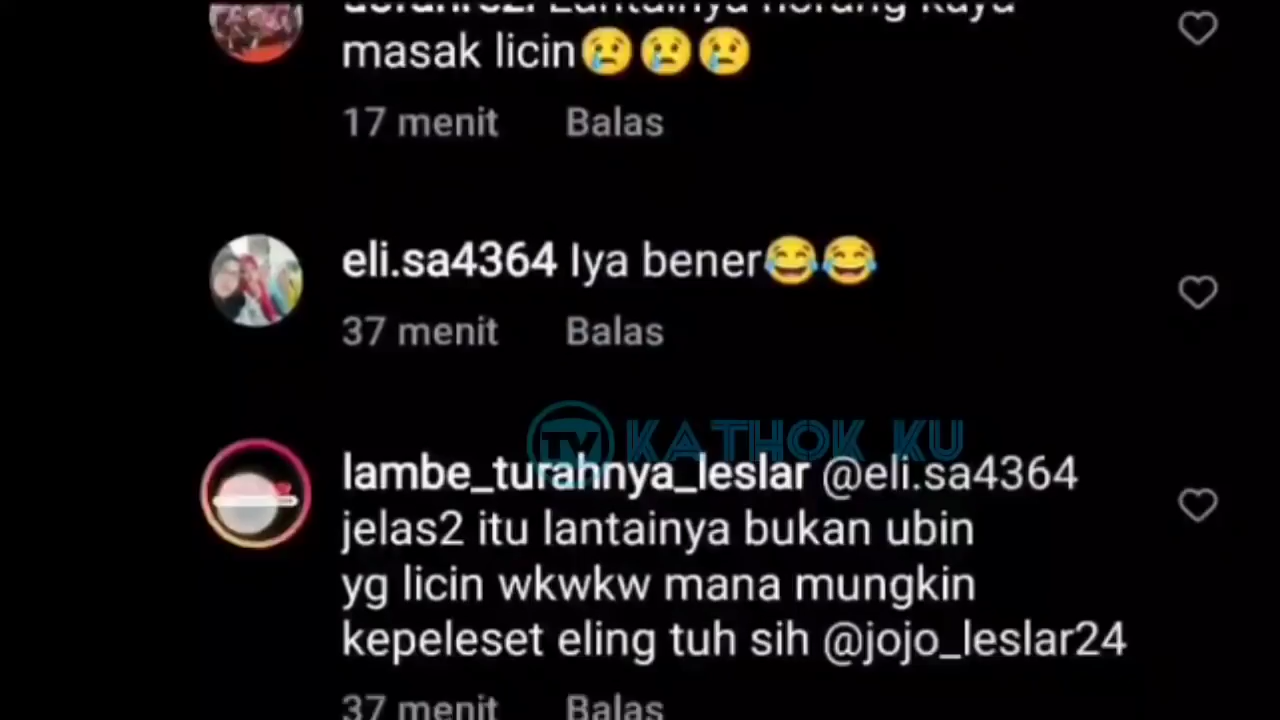 masak licin😢😢😢
17 menit Balas
eli.sa4364 Iya bener😂😂
37 menit Balas
TV KATHOK KU
lambe_turahnya_leslar @eli.sa4364
jelas2 itu lantainya bukan ubin
yg licin wkwkw mana mungkin
kepeleset eling tuh sih @jojo_leslar24
37 menit Balas